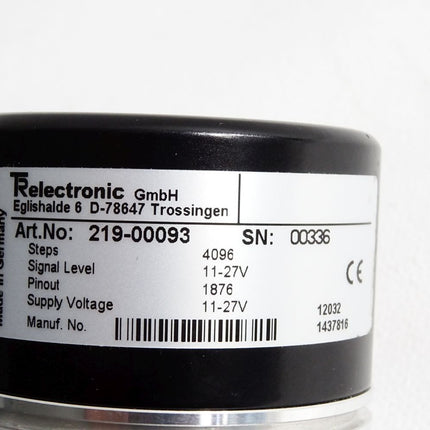 TRelectronic GmbH
Eglishalde 6 D-78647 Trossingen
Art.No: 219-00093 SN: 00336
Steps 4096
Signal Level 11-27V
Pinout 1876
Supply Voltage 11-27V
12032
Manuf. No. 1437816
CE
Made in Germany